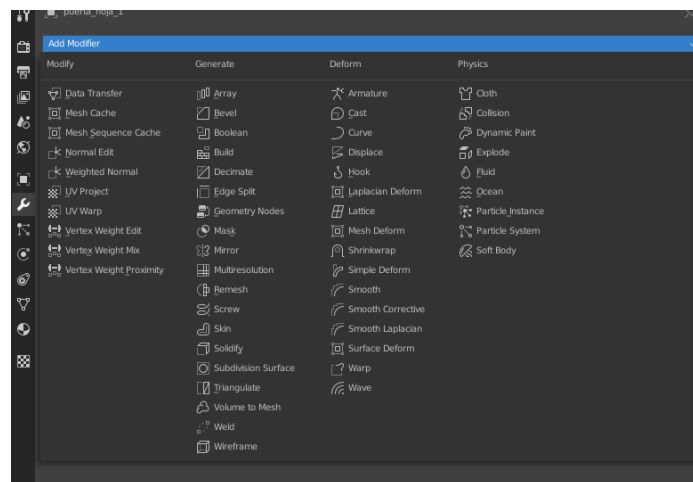 puerta_hoja_1
Add Modifier
Modify
Generate
Deform
Physics
Data Transfer
Mesh Cache
Mesh Sequence Cache
Normal Edit
Weighted Normal
UV Project
UV Warp
Vertex Weight Edit
Vertex Weight Mix
Vertex Weight Proximity
Array
Bevel
Boolean
Build
Decimate
Edge Split
Geometry Nodes
Mask
Mirror
Multiresolution
Remesh
Screw
Skin
Solidify
Subdivision Surface
Triangulate
Volume to Mesh
Weld
Wireframe
Armature
Cast
Curve
Displace
Hook
Laplacian Deform
Lattice
Mesh Deform
Shrinkwrap
Simple Deform
Smooth
Smooth Corrective
Smooth Laplacian
Surface Deform
Warp
Wave
Cloth
Collision
Dynamic Paint
Explode
Fluid
Ocean
Particle Instance
Particle System
Soft Body